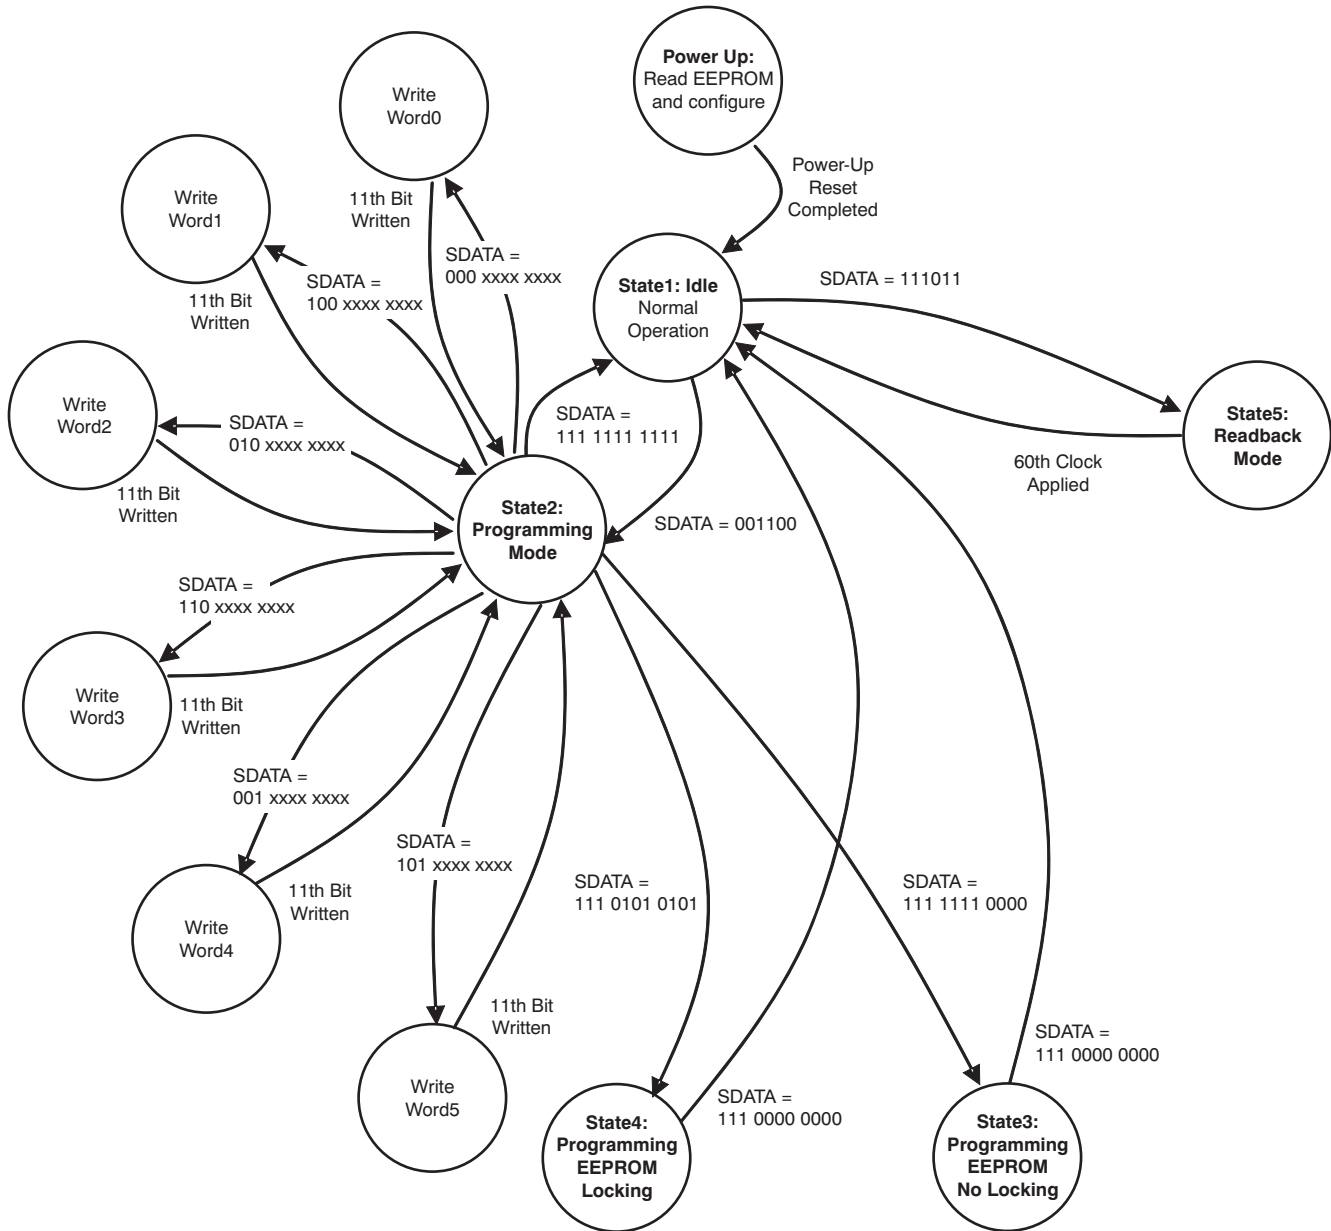 Power Up:
Read EEPROM
and configure
Write
Word0
Power-Up
Reset
Completed
Write
Word1
11th Bit
Written
SDATA =
000 xxxx xxxx
State1: Idle
Normal
Operation
SDATA = 111011
SDATA =
100 xxxx xxxx
11th Bit
Written
Write
Word2
SDATA =
010 xxxx xxxx
SDATA =
111 1111 1111
State5:
Readback
Mode
60th Clock
Applied
11th Bit
Written
State2:
Programming
Mode
SDATA = 001100
SDATA =
110 xxxx xxxx
Write
Word3
11th Bit
Written
SDATA =
001 xxxx xxxx
SDATA =
101 xxxx xxxx
SDATA =
111 0101 0101
SDATA =
111 1111 0000
11th Bit
Written
Write
Word4
11th Bit
Written
SDATA =
111 0000 0000
Write
Word5
SDATA =
111 0000 0000
State4:
Programming
EEPROM
Locking
State3:
Programming
EEPROM
No Locking